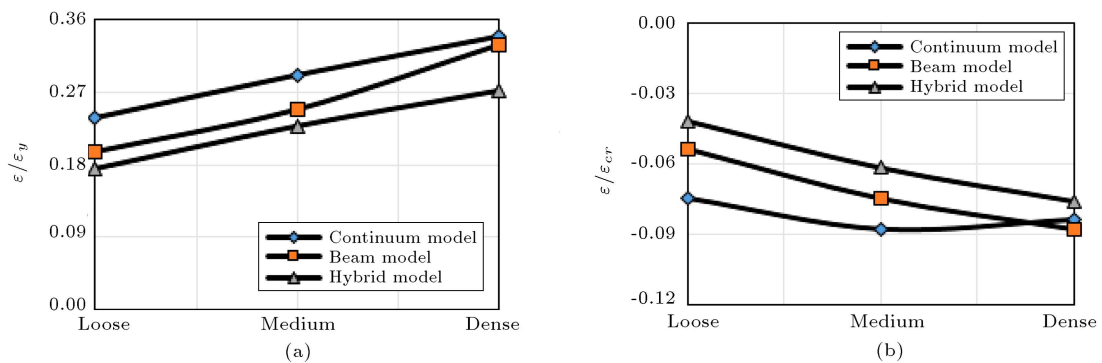 0.36
0.27
0.18
0.09
0.00
ε/ε_y
Continuum model
Beam model
Hybrid model
Loose
Medium
Dense
(a)
0.00
-0.03
-0.06
-0.09
-0.12
ε/ε_cr
Continuum model
Beam model
Hybrid model
Loose
Medium
Dense
(b)